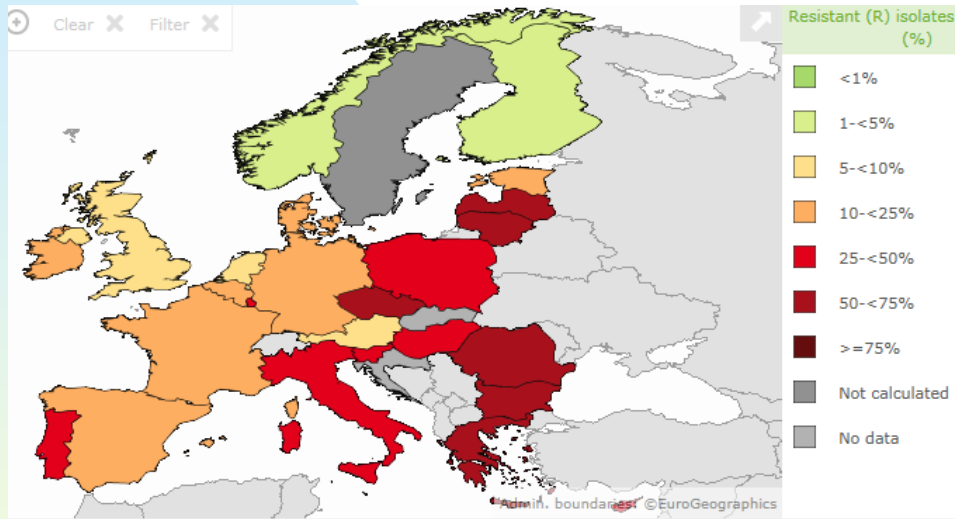 Clear Filter
Resistant (R) isolates
(%)
<1%
1-<5%
5-<10%
10-<25%
25-<50%
50-<75%
>=75%
Not calculated
No data
Admin. boundaries: ©EuroGeographics